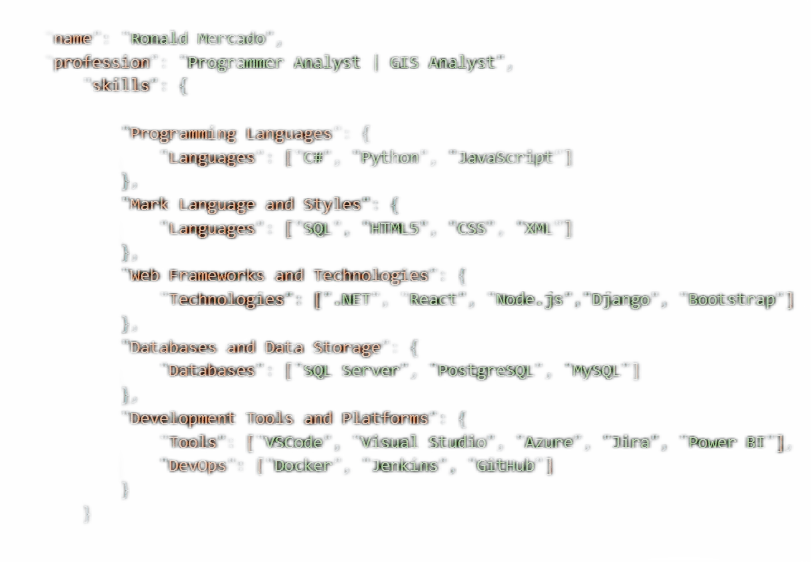 "name": "Ronald Mercado",
"profession": "Programmer Analyst | GIS Analyst",
"skills": {
"Programming Languages": {
"Languages": ["C#", "Python", "JavaScript"]
},
"Mark Language and Styles": {
"Languages": ["SQL", "HTML5", "CSS", "XML"]
},
"Web Frameworks and Technologies": {
"Technologies": [".NET", "React", "Node.js","Django", "Bootstrap"]
},
"Databases and Data Storage": {
"Databases": ["SQL Server", "PostgreSQL", "MySQL"]
},
"Development Tools and Platforms": {
"Tools": ["VSCode", "Visual Studio", "Azure", "Jira", "Power BI"],
"DevOps": ["Docker", "Jenkins", "GitHub"]
}
}